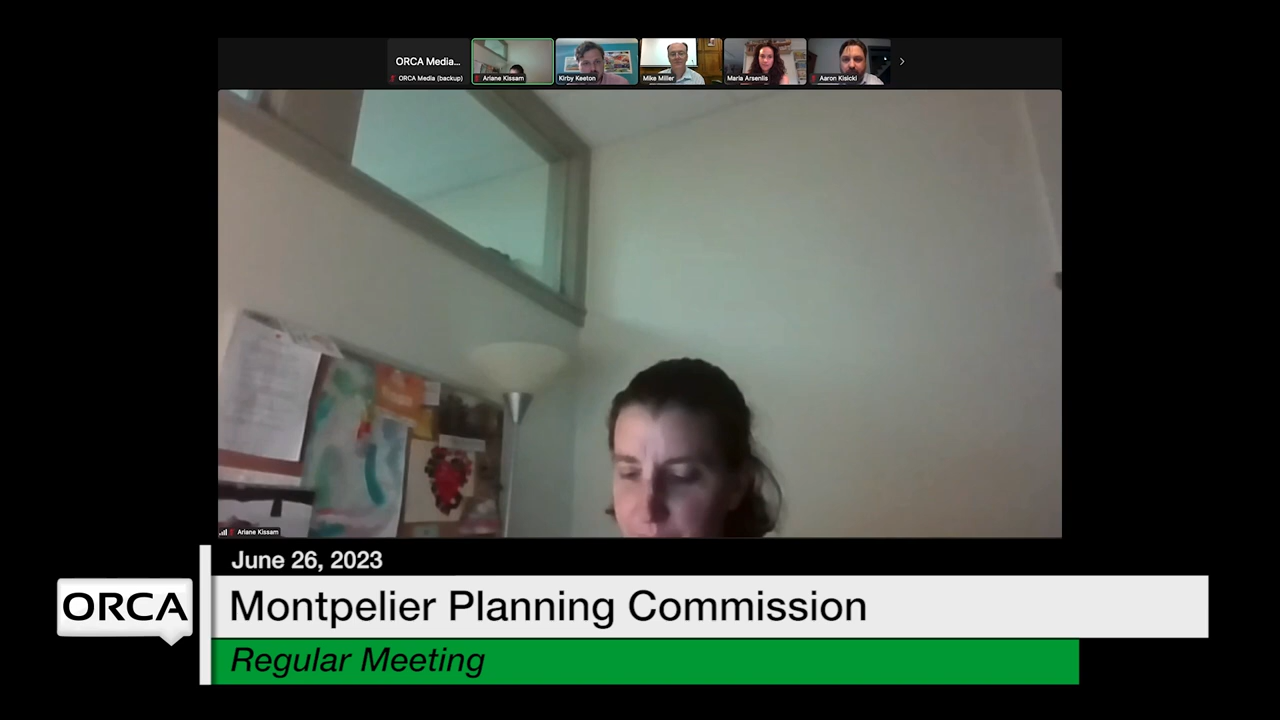 ORCA Media...
ORCA Media (backup)
Ariane Kissam
Kirby Keeton
Mike Miller
Maria Arsenlis
Aaron Kisicki
Ariane Kissam
June 26, 2023
ORCA
Montpelier Planning Commission
Regular Meeting